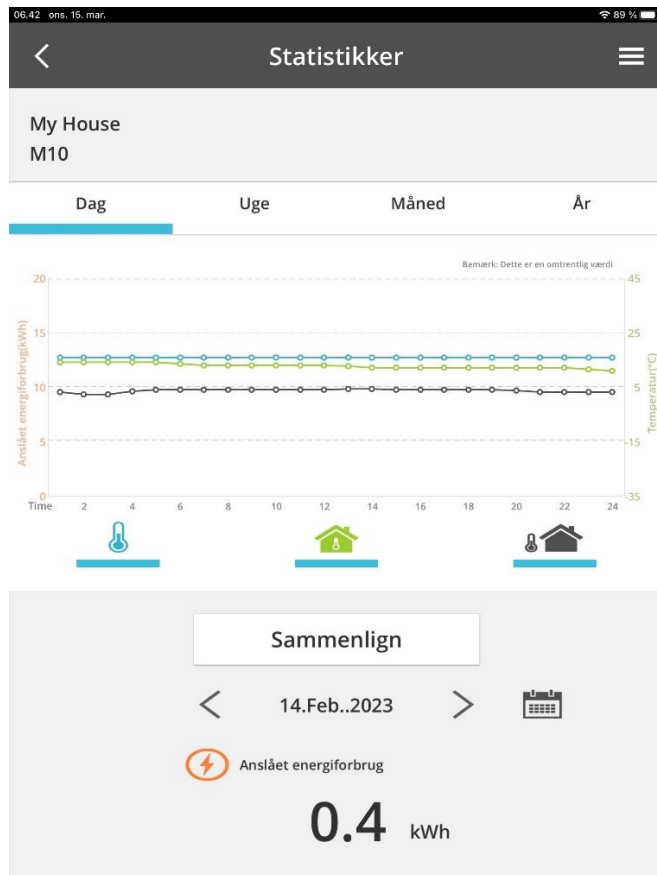 06.42 ons. 15. mar. 89 %
Statistikker
My House
M10
Dag Uge Måned År
Bemærk: Dette er en omtrentlig værdi
Anslået energiforbrug(kWh)
20
15
10
5
0
45
25
5
-15
-35
Temperatur(°C)
Time 2 4 6 8 10 12 14 16 18 20 22 24
Sammenlign
14.Feb..2023
Anslået energiforbrug
0.4 kWh